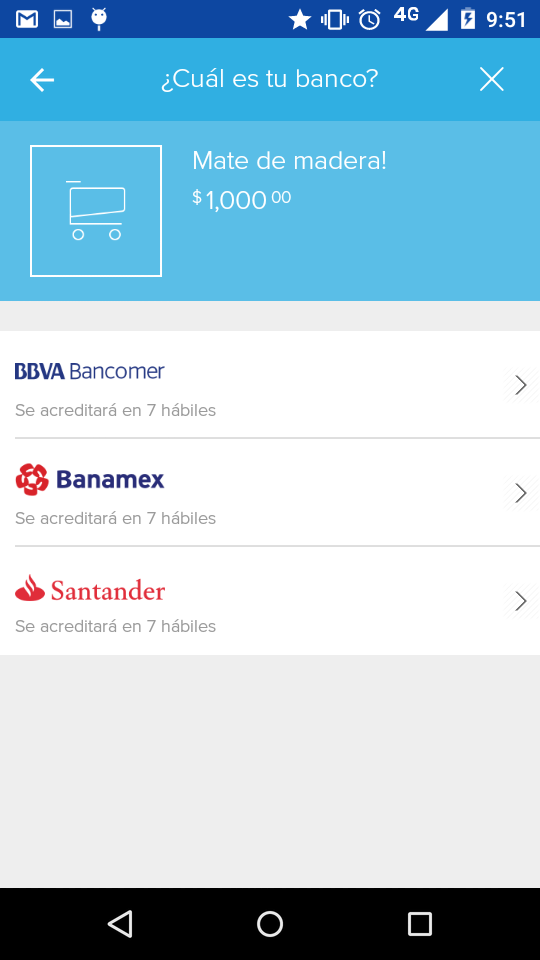 4G 9:51
¿Cuál es tu banco?
Mate de madera!
$ 1,000 00
BBVA Bancomer
Se acreditará en 7 hábiles
Banamex
Se acreditará en 7 hábiles
Santander
Se acreditará en 7 hábiles